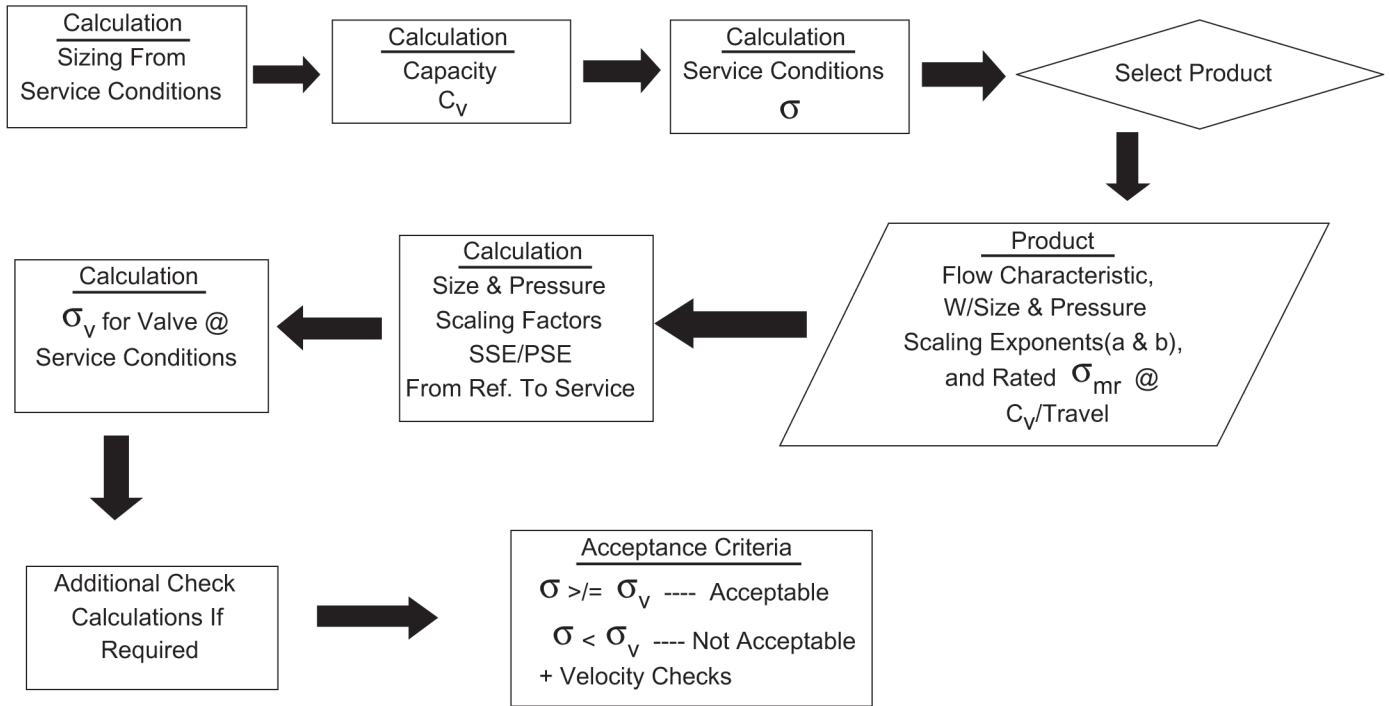 Calculation
Sizing From
Service Conditions
Calculation
Capacity
Cv
Calculation
Service Conditions
σ
Select Product
Product
Flow Characteristic,
W/Size & Pressure
Scaling Exponents(a & b),
and Rated σmr @
Cv/Travel
Calculation
Size & Pressure
Scaling Factors
SSE/PSE
From Ref. To Service
Calculation
σv for Valve @
Service Conditions
Additional Check
Calculations If
Required
Acceptance Criteria
σ >/= σv ---- Acceptable
σ < σv ---- Not Acceptable
+ Velocity Checks